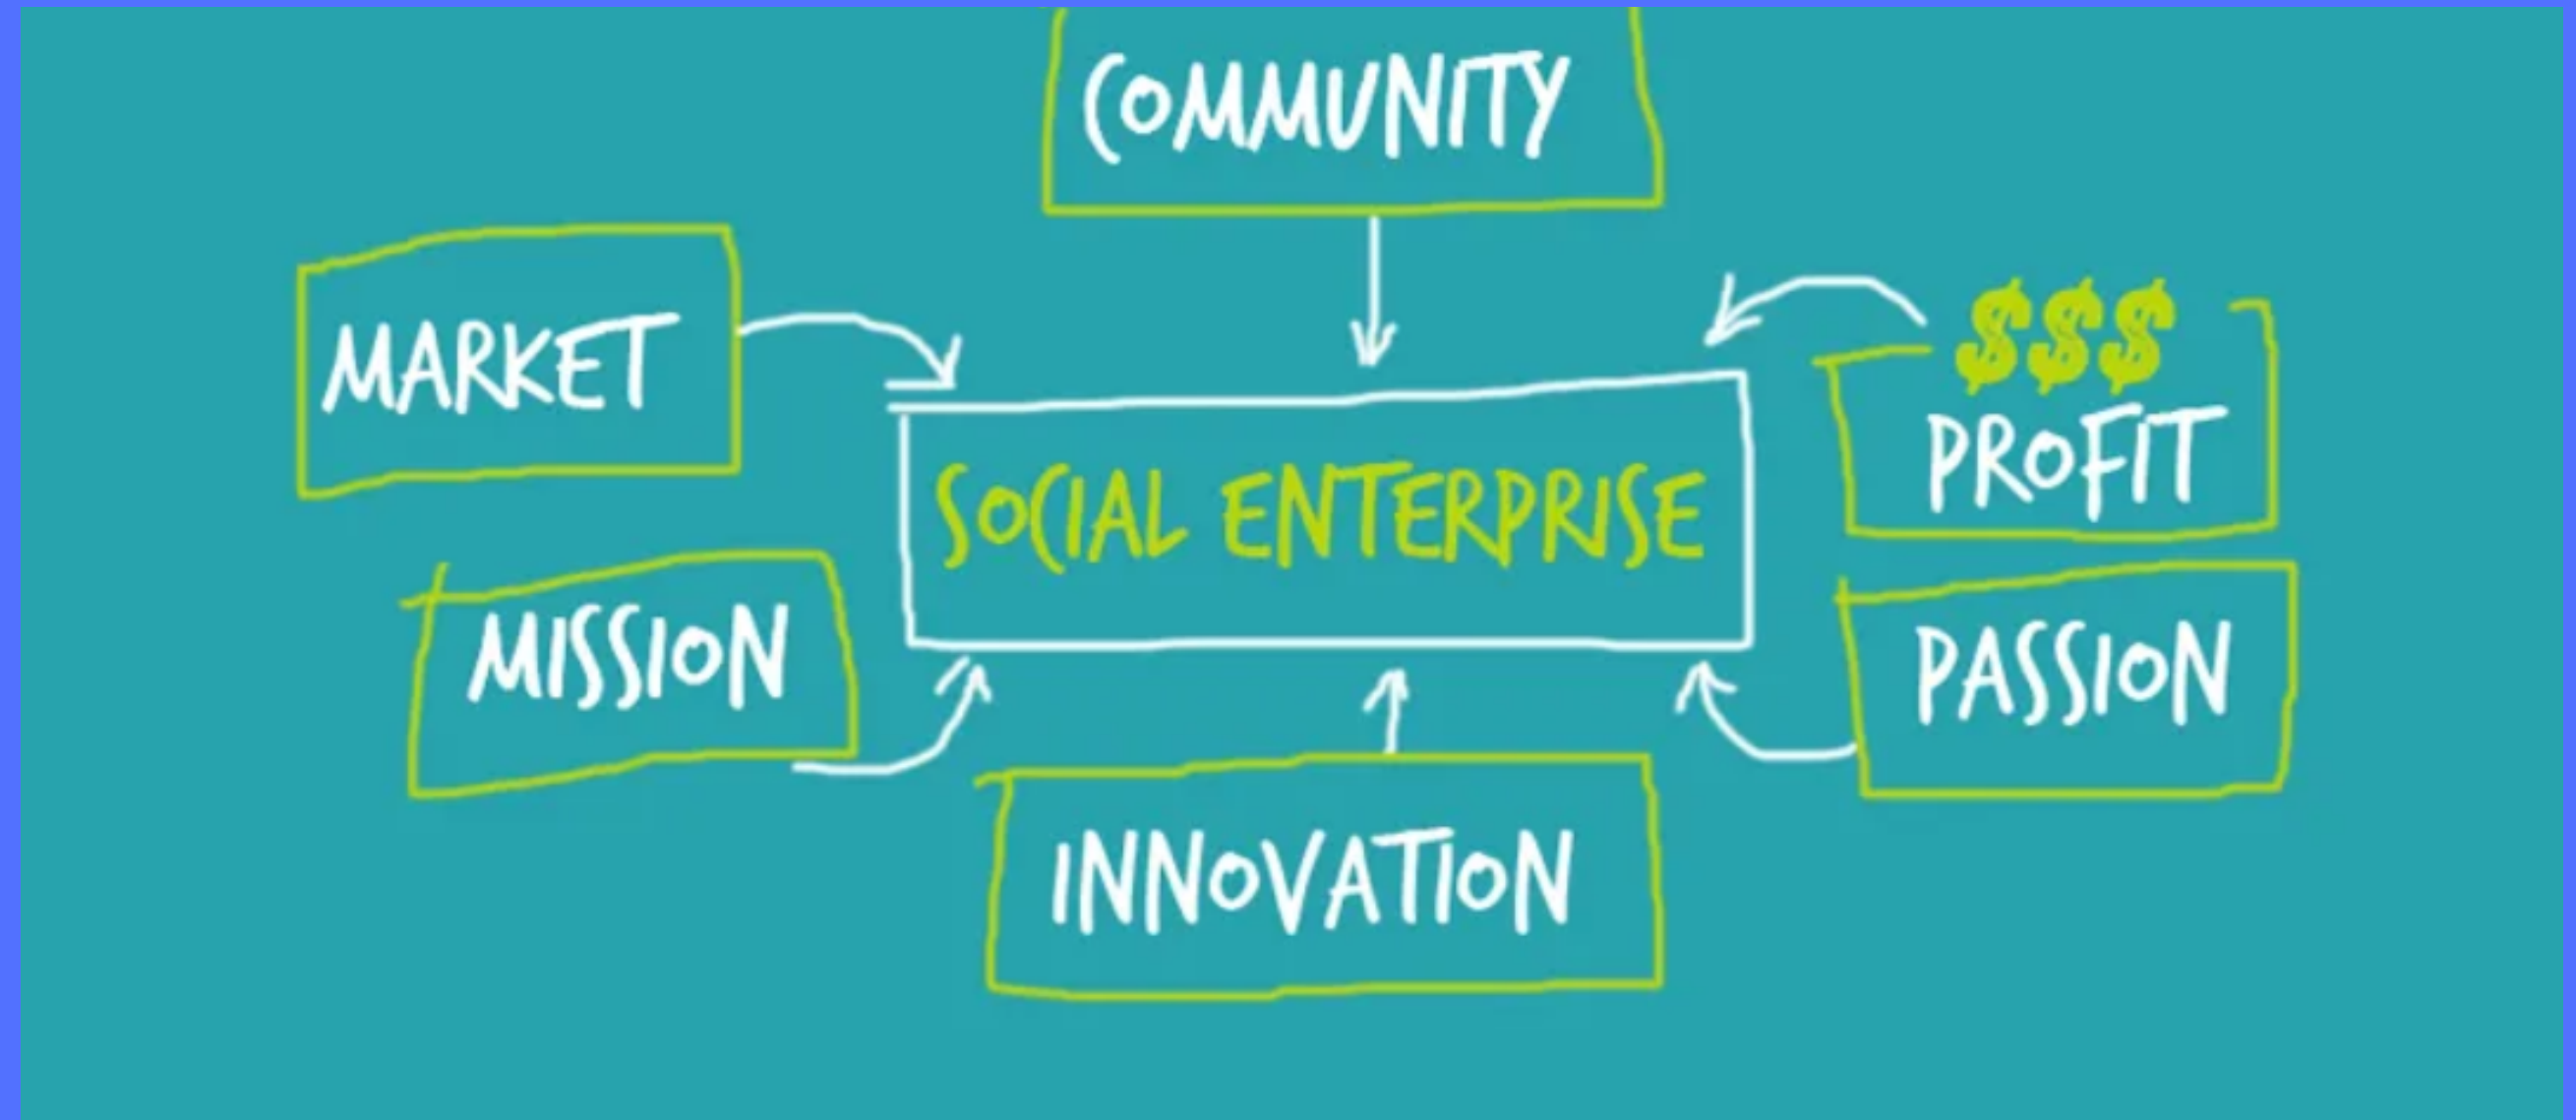 COMMUNITY
MARKET
$$$
PROFIT
SOCIAL ENTERPRISE
MISSION
PASSION
INNOVATION